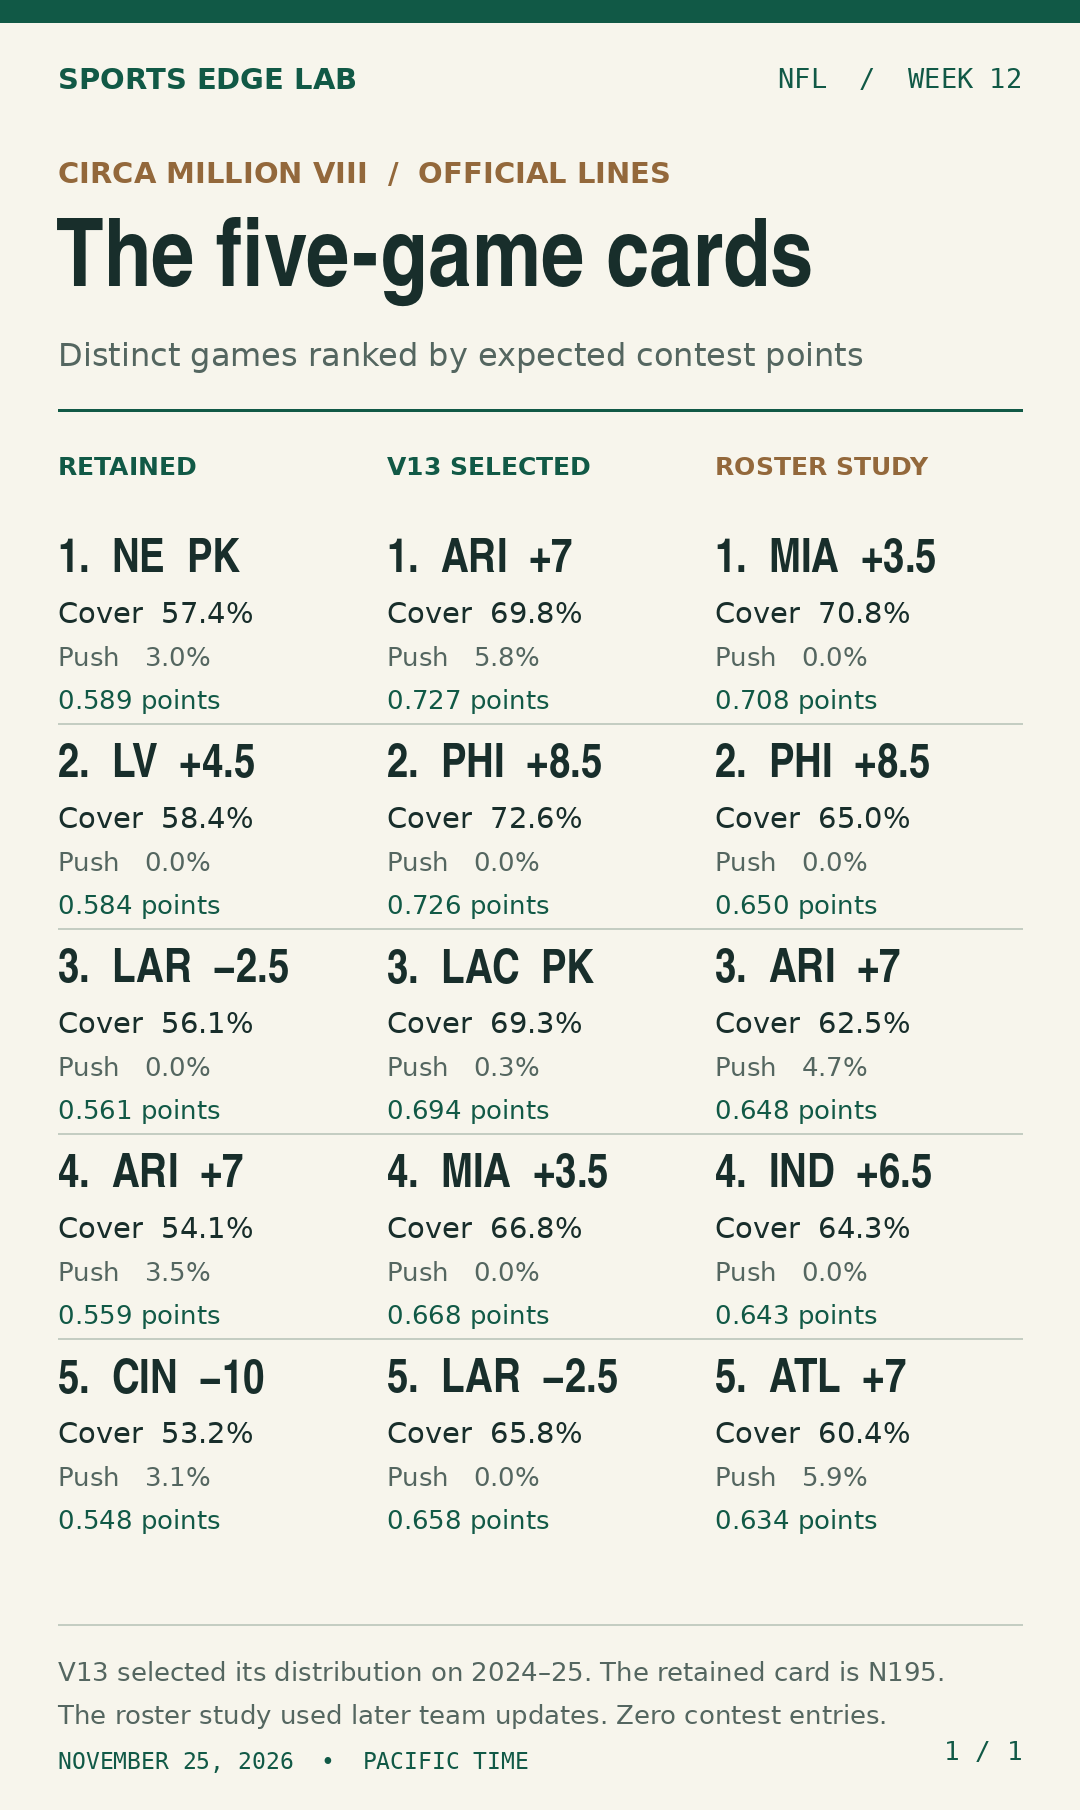 SPORTS EDGE LAB NFL / WEEK 12
CIRCA MILLION VIII / OFFICIAL LINES
The five-game cards
Distinct games ranked by expected contest points
RETAINED V13 SELECTED ROSTER STUDY
1. NE PK 1. ARI +7 1. MIA +3.5
Cover 57.4% Cover 69.8% Cover 70.8%
Push 3.0% Push 5.8% Push 0.0%
0.589 points 0.727 points 0.708 points
2. LV +4.5 2. PHI +8.5 2. PHI +8.5
Cover 58.4% Cover 72.6% Cover 65.0%
Push 0.0% Push 0.0% Push 0.0%
0.584 points 0.726 points 0.650 points
3. LAR −2.5 3. LAC PK 3. ARI +7
Cover 56.1% Cover 69.3% Cover 62.5%
Push 0.0% Push 0.3% Push 4.7%
0.561 points 0.694 points 0.648 points
4. ARI +7 4. MIA +3.5 4. IND +6.5
Cover 54.1% Cover 66.8% Cover 64.3%
Push 3.5% Push 0.0% Push 0.0%
0.559 points 0.668 points 0.643 points
5. CIN −10 5. LAR −2.5 5. ATL +7
Cover 53.2% Cover 65.8% Cover 60.4%
Push 3.1% Push 0.0% Push 5.9%
0.548 points 0.658 points 0.634 points
V13 selected its distribution on 2024–25. The retained card is N195.
The roster study used later team updates. Zero contest entries.
NOVEMBER 25, 2026 • PACIFIC TIME 1 / 1